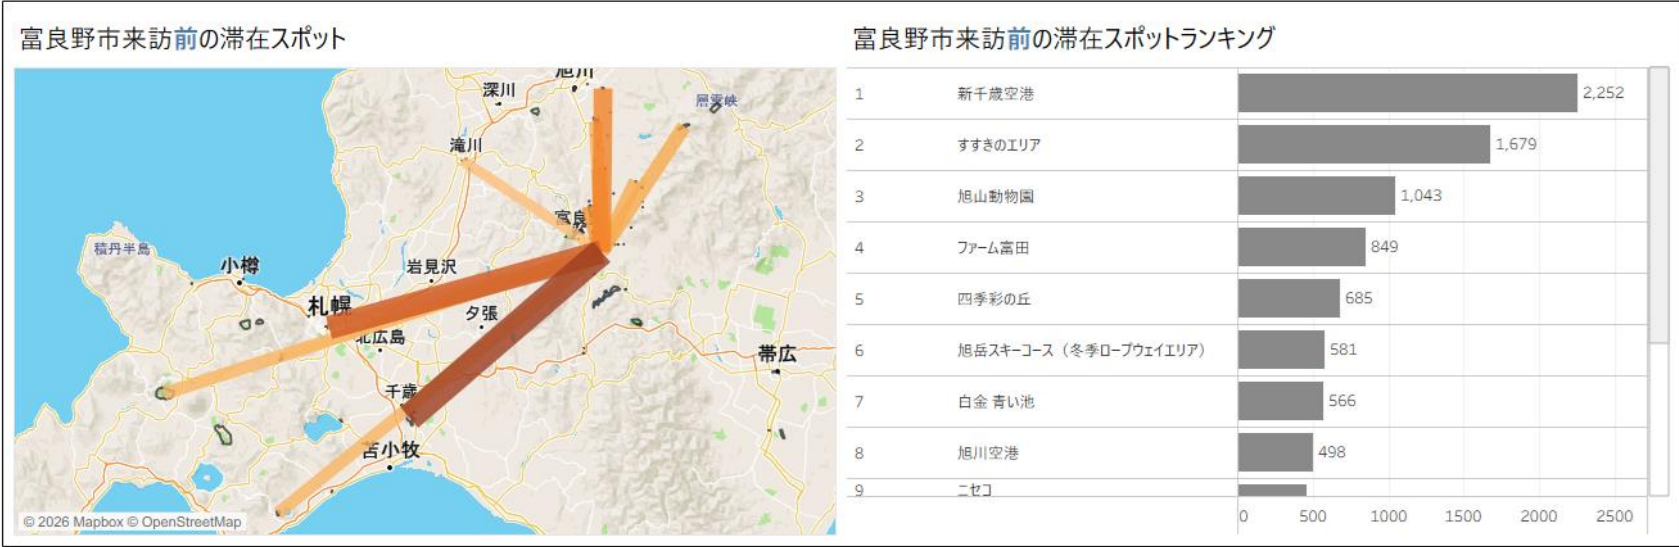 富良野市来訪前の滞在スポット
旭川
深川
層雲峡
滝川
富良
積丹半島
小樽
岩見沢
札幌
夕張
北広島
帯広
千歳
苫小牧
© 2026 Mapbox © OpenStreetMap
富良野市来訪前の滞在スポットランキング
1 新千歳空港 2,252
2 すすきのエリア 1,679
3 旭山動物園 1,043
4 ファーム富田 849
5 四季彩の丘 685
6 旭岳スキーコース（冬季ロープウェイエリア） 581
7 白金 青い池 566
8 旭川空港 498
9 ニセコ
0 500 1000 1500 2000 2500